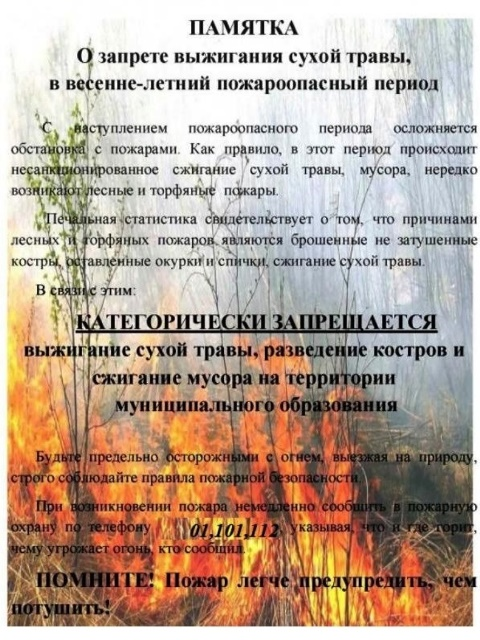 ПАМЯТКА
О запрете выжигания сухой травы,
в весенне-летний пожароопасный период
С наступлением пожароопасного периода осложняется
обстановка с пожарами. Как правило, в этот период происходит
несанкционированное сжигание сухой травы, мусора, нередко
возникают лесные и торфяные пожары.
Печальная статистика свидетельствует о том, что причинами
лесных и торфяных пожаров являются брошенные не затушенные
костры, оставленные окурки и спички, сжигание сухой травы.
В связи с этим:
КАТЕГОРИЧЕСКИ ЗАПРЕЩАЕТСЯ
выжигание сухой травы, разведение костров и
сжигание мусора на территории
муниципального образования
Будьте предельно осторожными с огнем, выезжая на природу,
строго соблюдайте правила пожарной безопасности.
При возникновении пожара немедленно сообщить в пожарную
охрану по телефону 01,101,112, указывая, что и где горит,
чему угрожает огонь, кто сообщил.
ПОМНИТЕ! Пожар легче предупредить, чем
потушить!